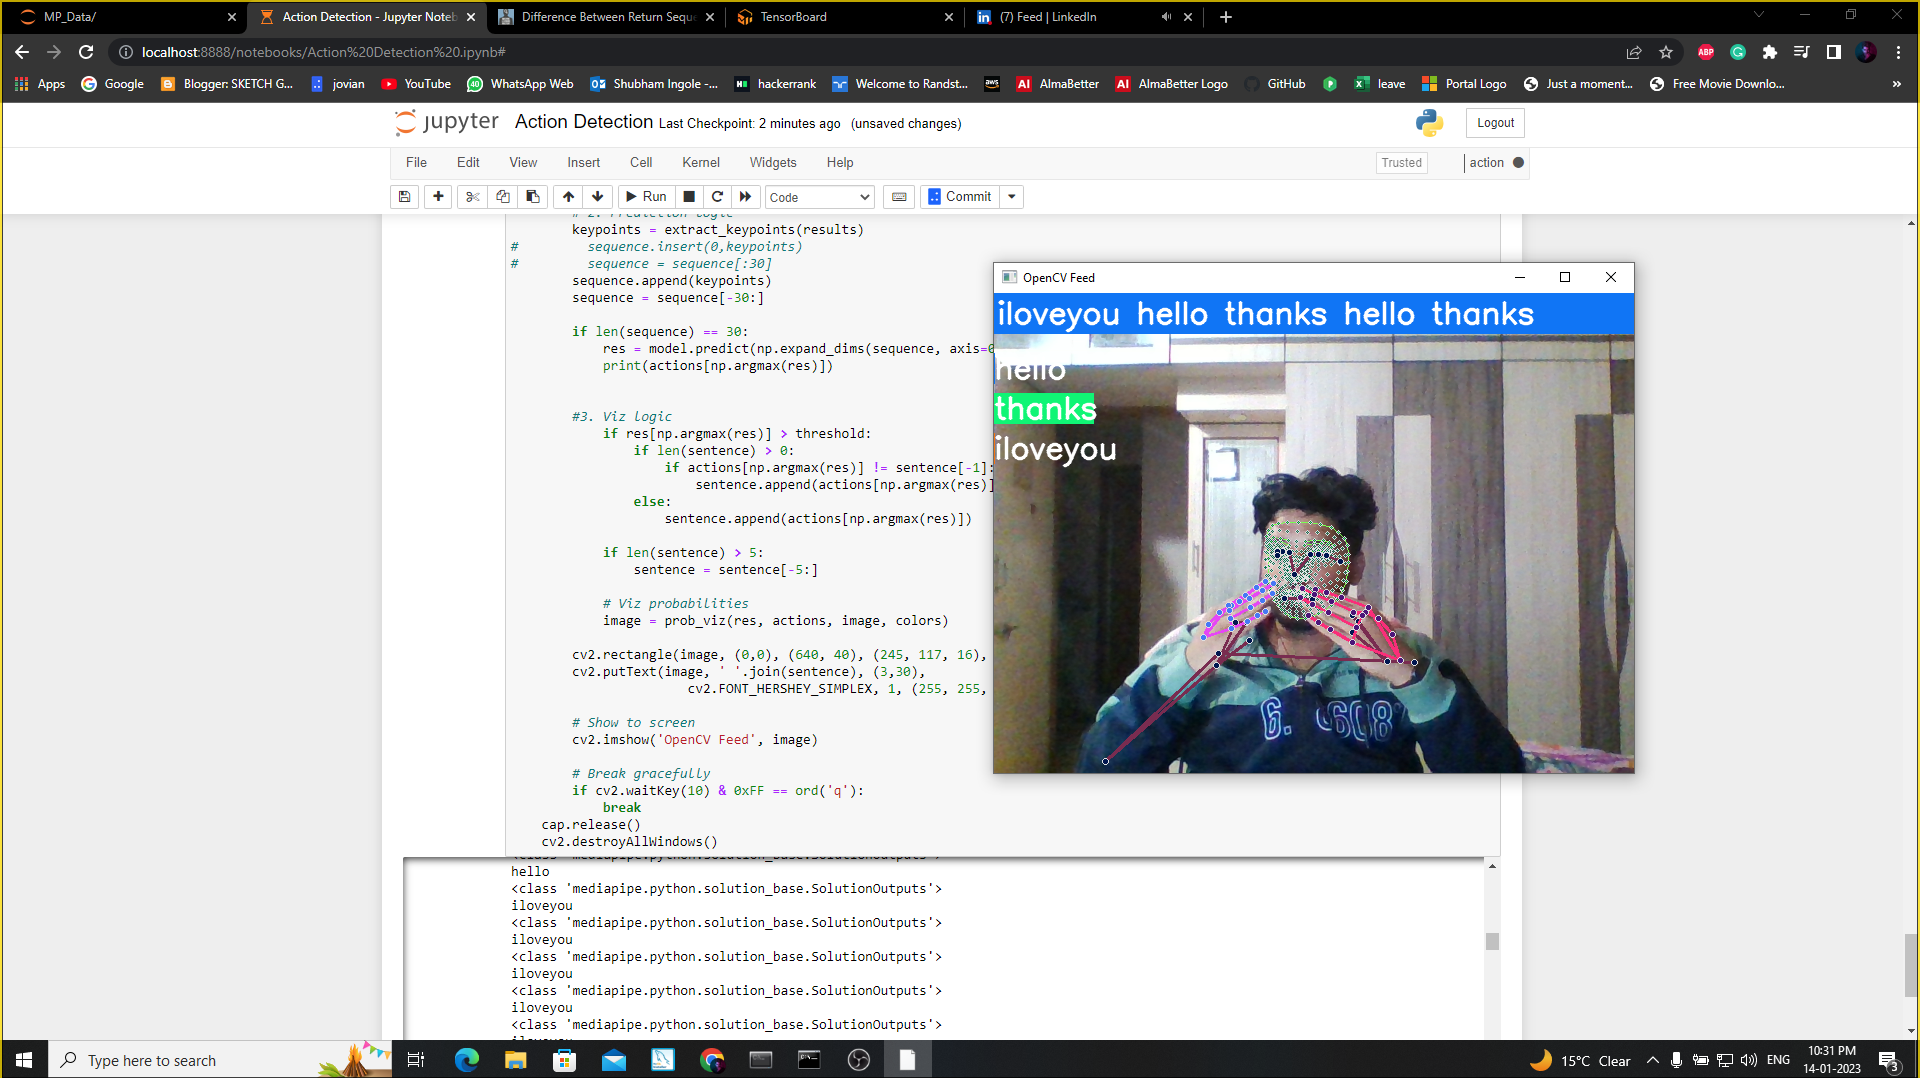 MP_Data/
Action Detection - Jupyter Noteb
Difference Between Return Sequ
TensorBoard
(7) Feed | LinkedIn
localhost:8888/notebooks/Action%20Detection%20.ipynb#
Apps
Google
Blogger: SKETCH G...
jovian
YouTube
WhatsApp Web
Shubham Ingole -...
hackerrank
Welcome to Randst...
aws
AlmaBetter
AlmaBetter Logo
GitHub
leave
Portal Logo
Just a moment...
Free Movie Downlo...
jupyter
Action Detection Last Checkpoint: 2 minutes ago (unsaved changes)
Logout
File Edit View Insert Cell Kernel Widgets Help
Trusted
action
Run
Code
Commit
# 2. Prediction logic
keypoints = extract_keypoints(results)
# sequence.insert(0,keypoints)
# sequence = sequence[:30]
sequence.append(keypoints)
sequence = sequence[-30:]
if len(sequence) == 30:
res = model.predict(np.expand_dims(sequence, axis=0
print(actions[np.argmax(res)])
#3. Viz logic
if res[np.argmax(res)] > threshold:
if len(sentence) > 0:
if actions[np.argmax(res)] != sentence[-1]:
sentence.append(actions[np.argmax(res)]
else:
sentence.append(actions[np.argmax(res)])
if len(sentence) > 5:
sentence = sentence[-5:]
# Viz probabilities
image = prob_viz(res, actions, image, colors)
cv2.rectangle(image, (0,0), (640, 40), (245, 117, 16),
cv2.putText(image, ' '.join(sentence), (3,30),
cv2.FONT_HERSHEY_SIMPLEX, 1, (255, 255,
# Show to screen
cv2.imshow('OpenCV Feed', image)
# Break gracefully
if cv2.waitKey(10) & 0xFF == ord('q'):
break
cap.release()
cv2.destroyAllWindows()
OpenCV Feed
iloveyou hello thanks hello thanks
hello
thanks
iloveyou
<class 'mediapipe.python.solution_base.SolutionOutputs'>
hello
<class 'mediapipe.python.solution_base.SolutionOutputs'>
iloveyou
<class 'mediapipe.python.solution_base.SolutionOutputs'>
iloveyou
<class 'mediapipe.python.solution_base.SolutionOutputs'>
iloveyou
<class 'mediapipe.python.solution_base.SolutionOutputs'>
iloveyou
<class 'mediapipe.python.solution_base.SolutionOutputs'>
iloveyou
Type here to search
15°C Clear
ENG
10:31 PM
14-01-2023
3